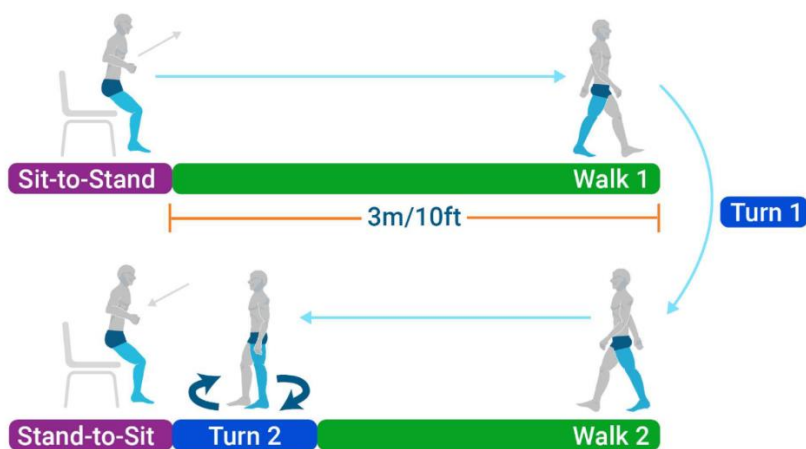 Sit-to-Stand
Walk 1
3m/10ft
Turn 1
Stand-to-Sit
Turn 2
Walk 2